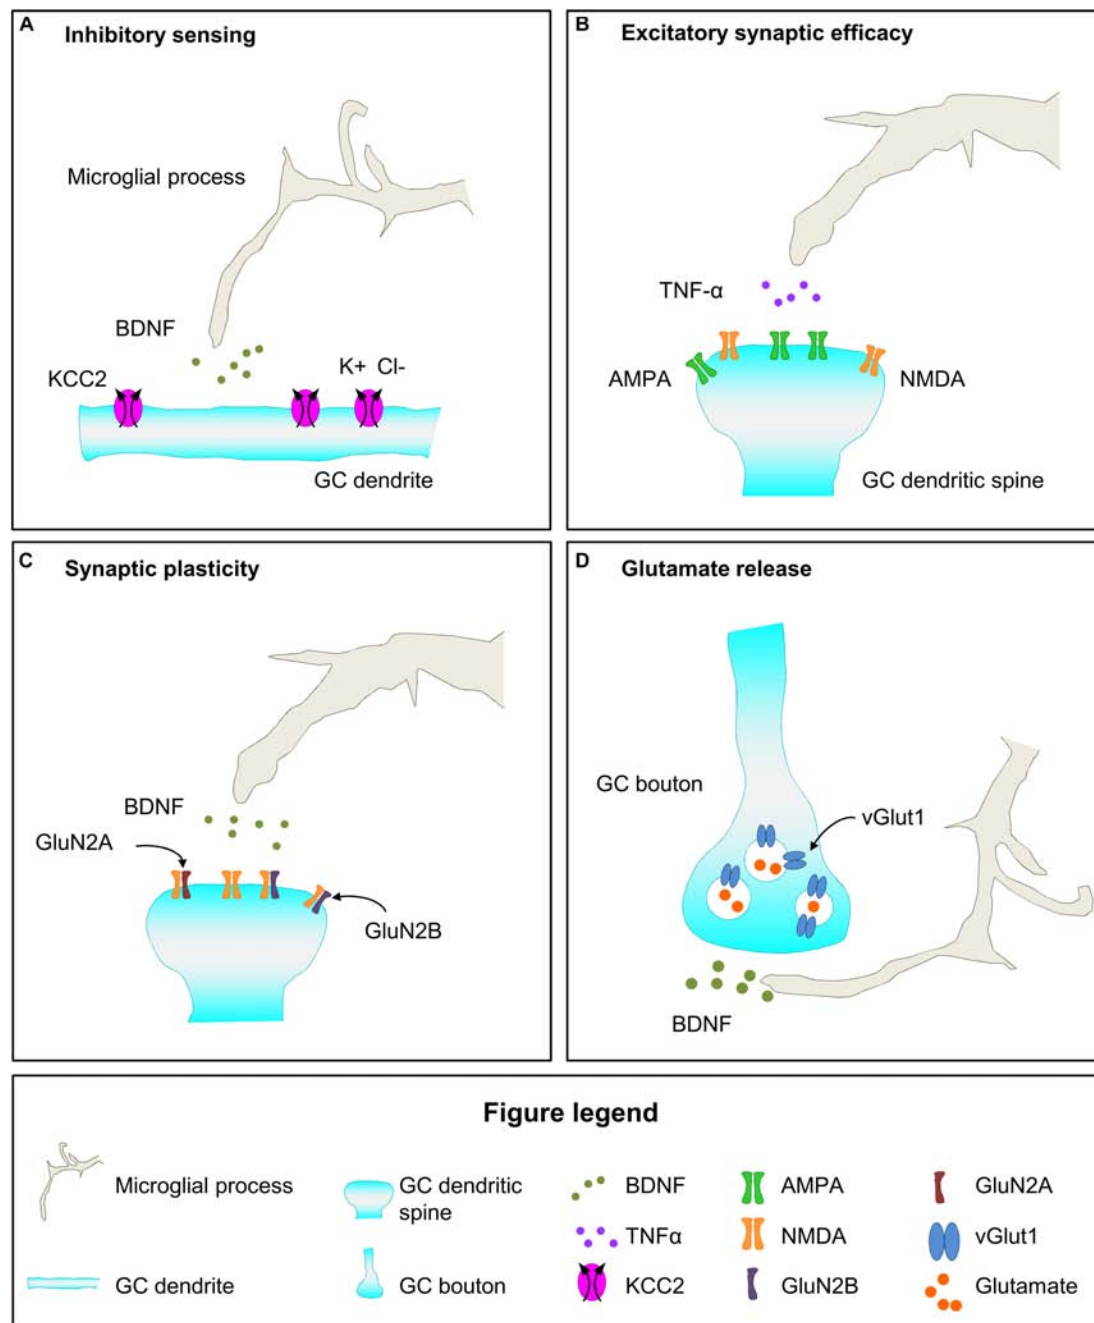 A Inhibitory sensing
Microglial process
BDNF
KCC2
K+ Cl-
GC dendrite
B Excitatory synaptic efficacy
TNF-α
AMPA
NMDA
GC dendritic spine
C Synaptic plasticity
BDNF
GluN2A
GluN2B
D Glutamate release
GC bouton
vGlut1
BDNF
Figure legend
Microglial process
GC dendrite
GC dendritic
spine
GC bouton
BDNF
TNFα
KCC2
AMPA
NMDA
GluN2B
GluN2A
vGlut1
Glutamate